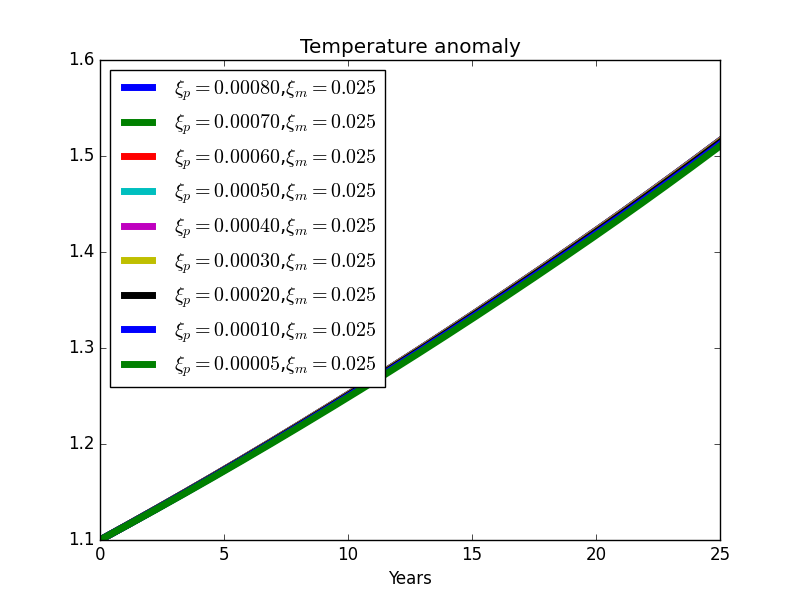 Temperature anomaly
1.6
1.5
1.4
1.3
1.2
1.1
ξp = 0.00080,ξm = 0.025
ξp = 0.00070,ξm = 0.025
ξp = 0.00060,ξm = 0.025
ξp = 0.00050,ξm = 0.025
ξp = 0.00040,ξm = 0.025
ξp = 0.00030,ξm = 0.025
ξp = 0.00020,ξm = 0.025
ξp = 0.00010,ξm = 0.025
ξp = 0.00005,ξm = 0.025
0 5 10 15 20 25
Years